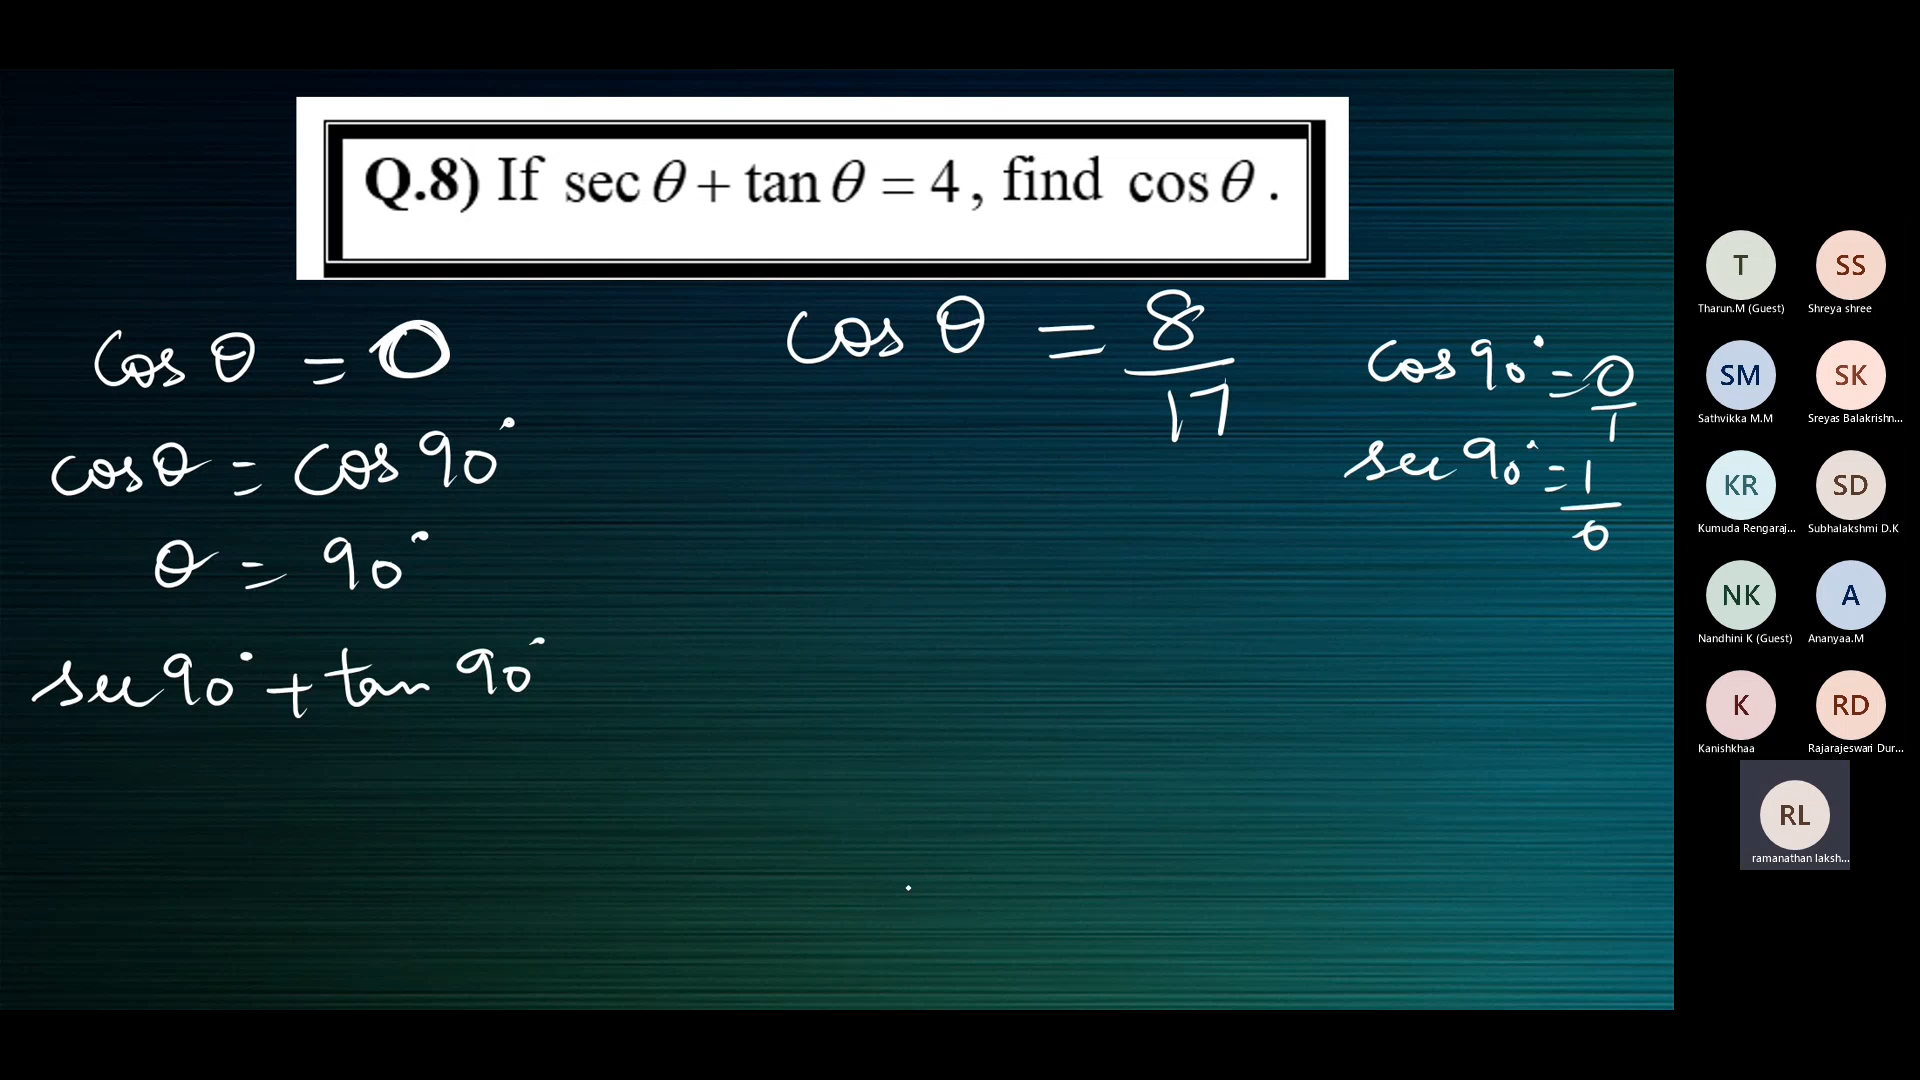 Q.8) If sec θ + tan θ = 4, find cos θ.
cos θ = 0
cos θ = cos 90°
θ = 90°
sec 90° + tan 90°
cos θ = 8/17
cos 90° = 0/1
sec 90° = 1/0
T
Tharun.M (Guest)
SS
Shreya shree
SM
Sathvikka M.M
SK
Sreyas Balakrishn...
KR
Kumuda Rengaraj...
SD
Subhalakshmi D.K
NK
Nandhini K (Guest)
A
Ananyaa.M
K
Kanishkhaa
RD
Rajarajeswari Dur...
RL
ramanathan laksh...